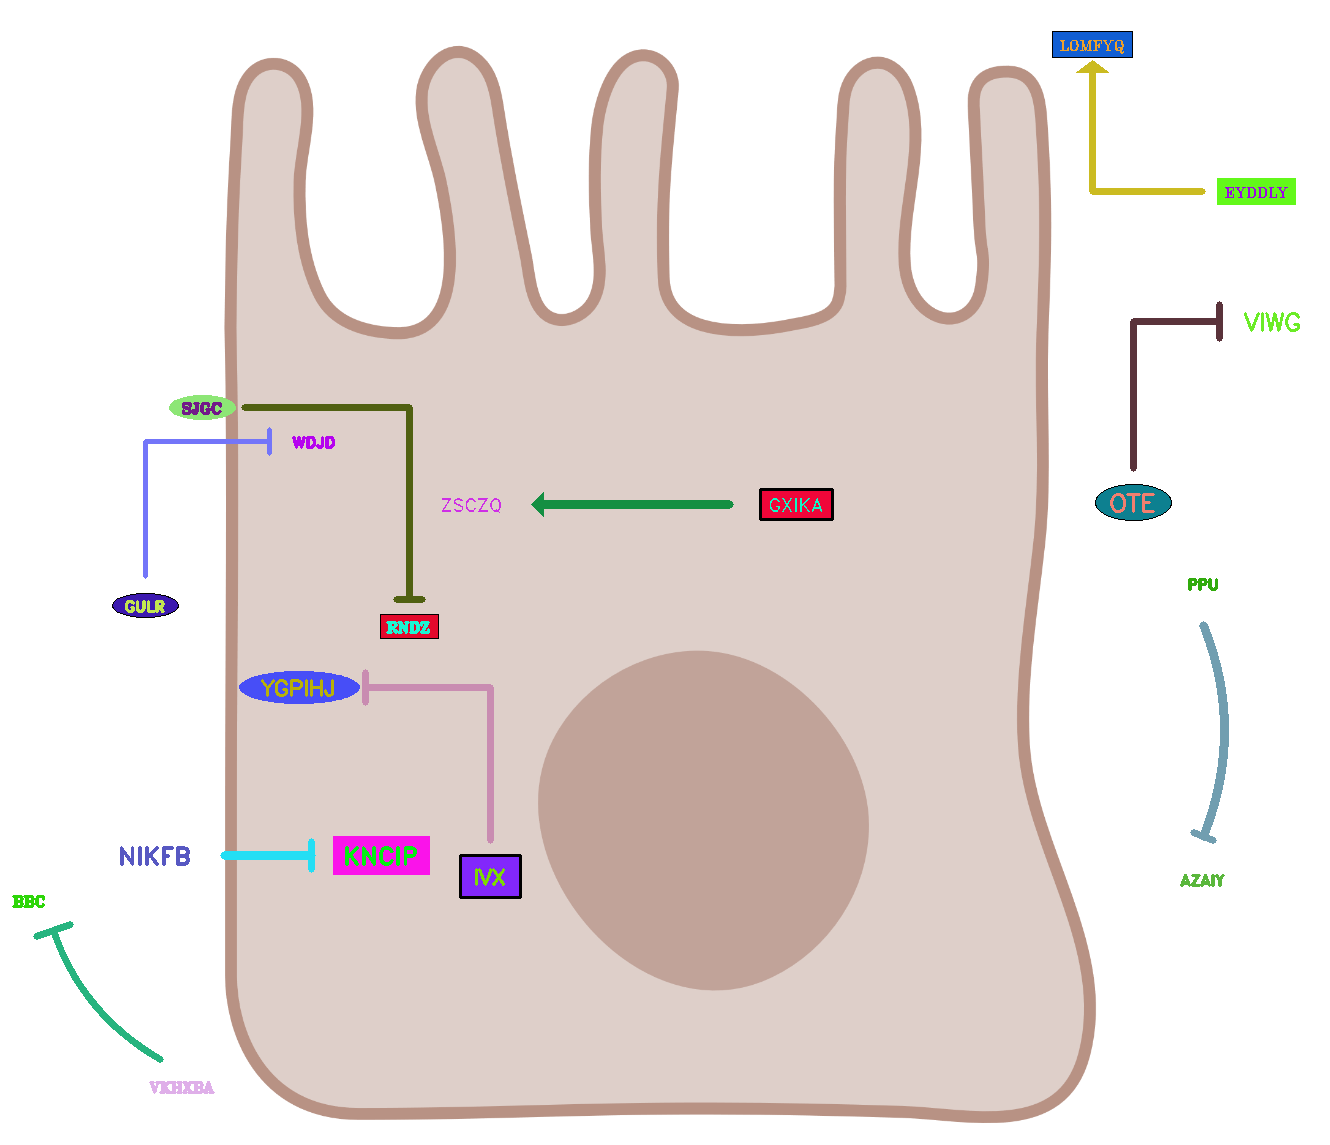 LOMFYQ
EYDDLY
VIWG
SJGC
WDJD
ZSCZQ
GXIKA
OTE
PPU
GULR
RNDZ
YGPIHJ
NIKFB
KNCIP
IVX
AZAIY
BBC
VKHXBA